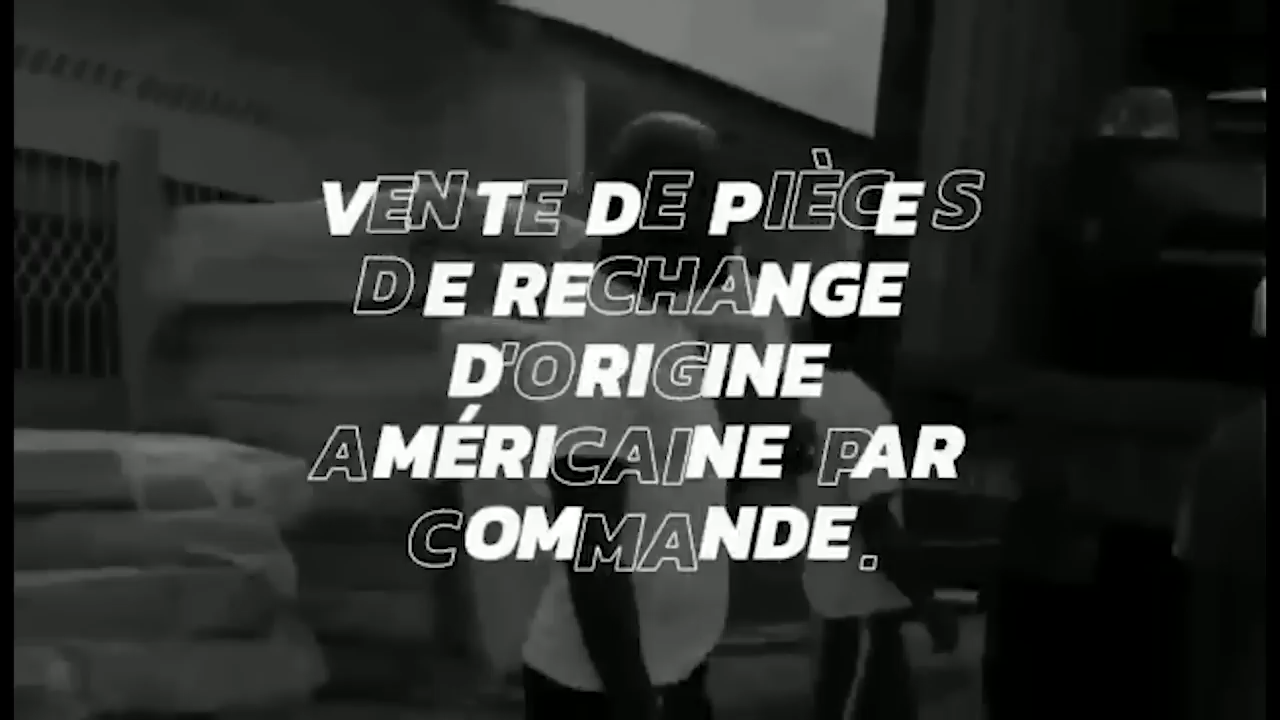 VENTE DE PIÈCES
DE RECHANGE
D'ORIGINE
AMÉRICAINE PAR
COMMANDE.